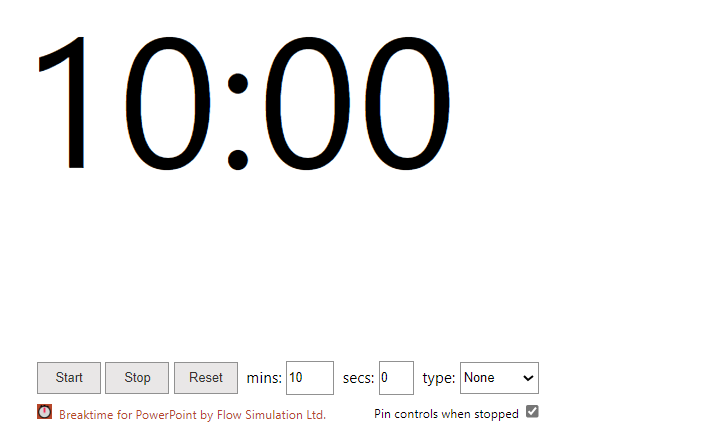 10:00
Start Stop Reset mins: 10 secs: 0 type: None
Breaktime for PowerPoint by Flow Simulation Ltd. Pin controls when stopped